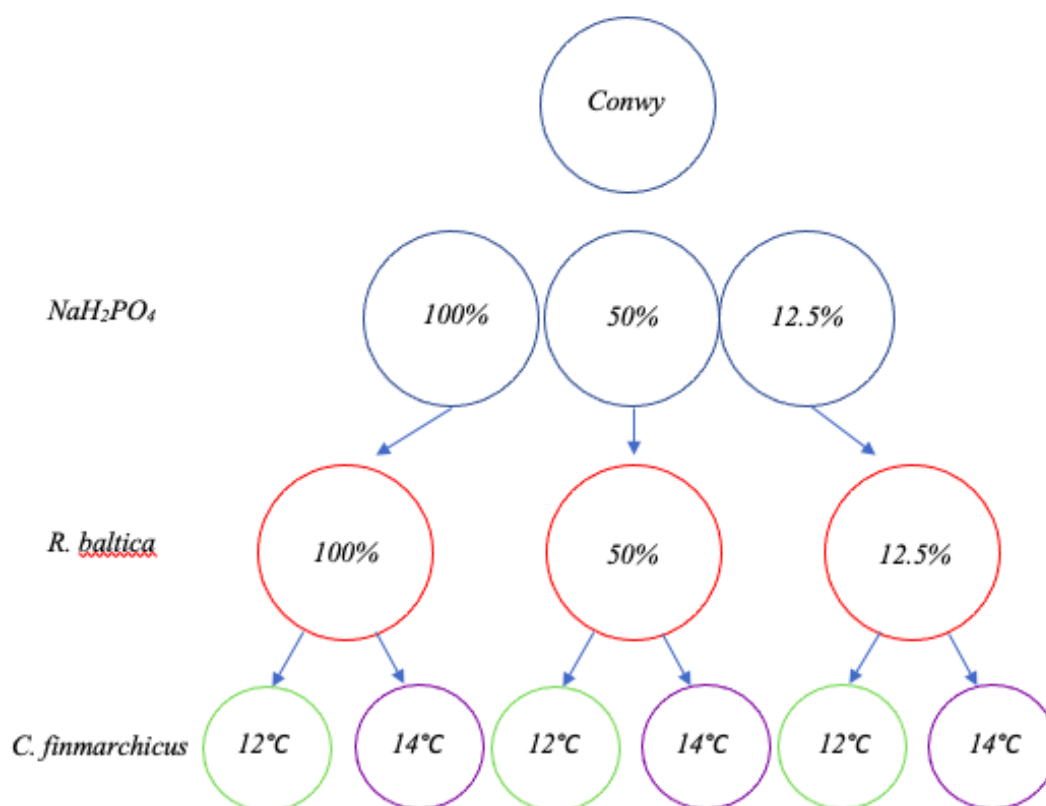 Conwy
NaH₂PO₄ 100% 50% 12.5%
R. baltica 100% 50% 12.5%
C. finmarchicus 12°C 14°C 12°C 14°C 12°C 14°C